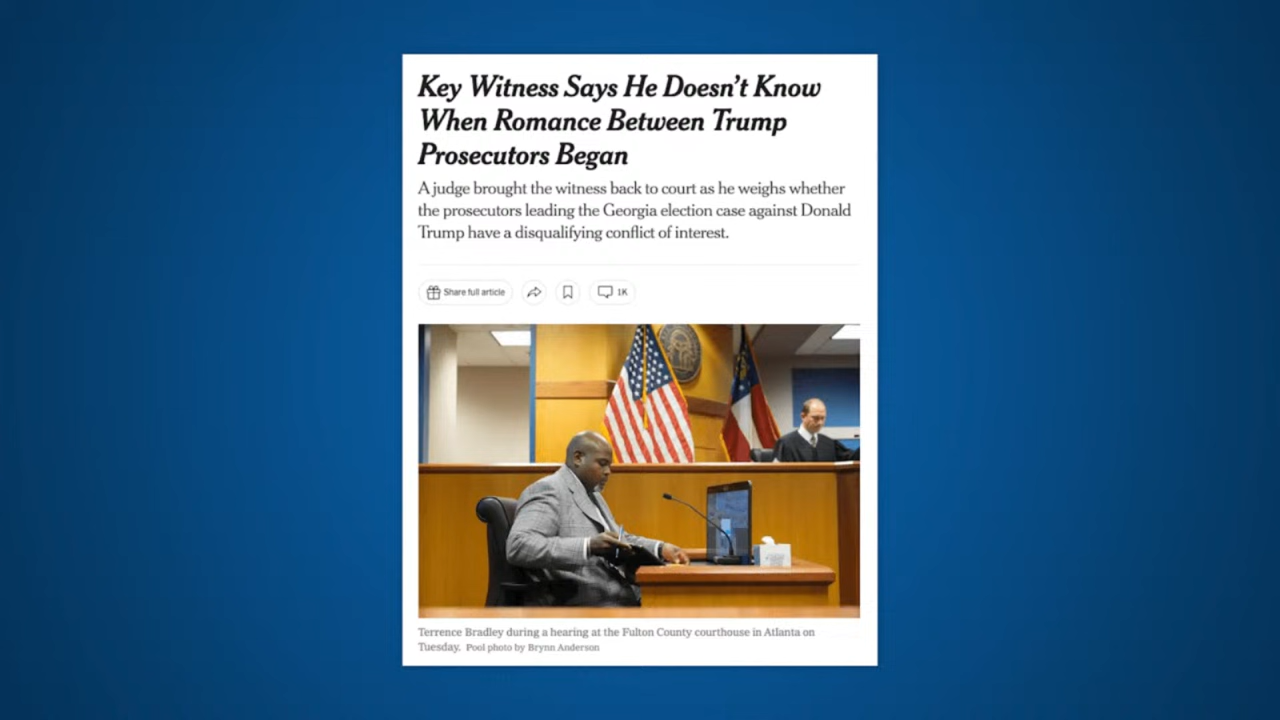 Key Witness Says He Doesn’t Know
When Romance Between Trump
Prosecutors Began
A judge brought the witness back to court as he weighs whether
the prosecutors leading the Georgia election case against Donald
Trump have a disqualifying conflict of interest.
Share full article
1K
Terrence Bradley during a hearing at the Fulton County courthouse in Atlanta on
Tuesday. Pool photo by Brynn Anderson